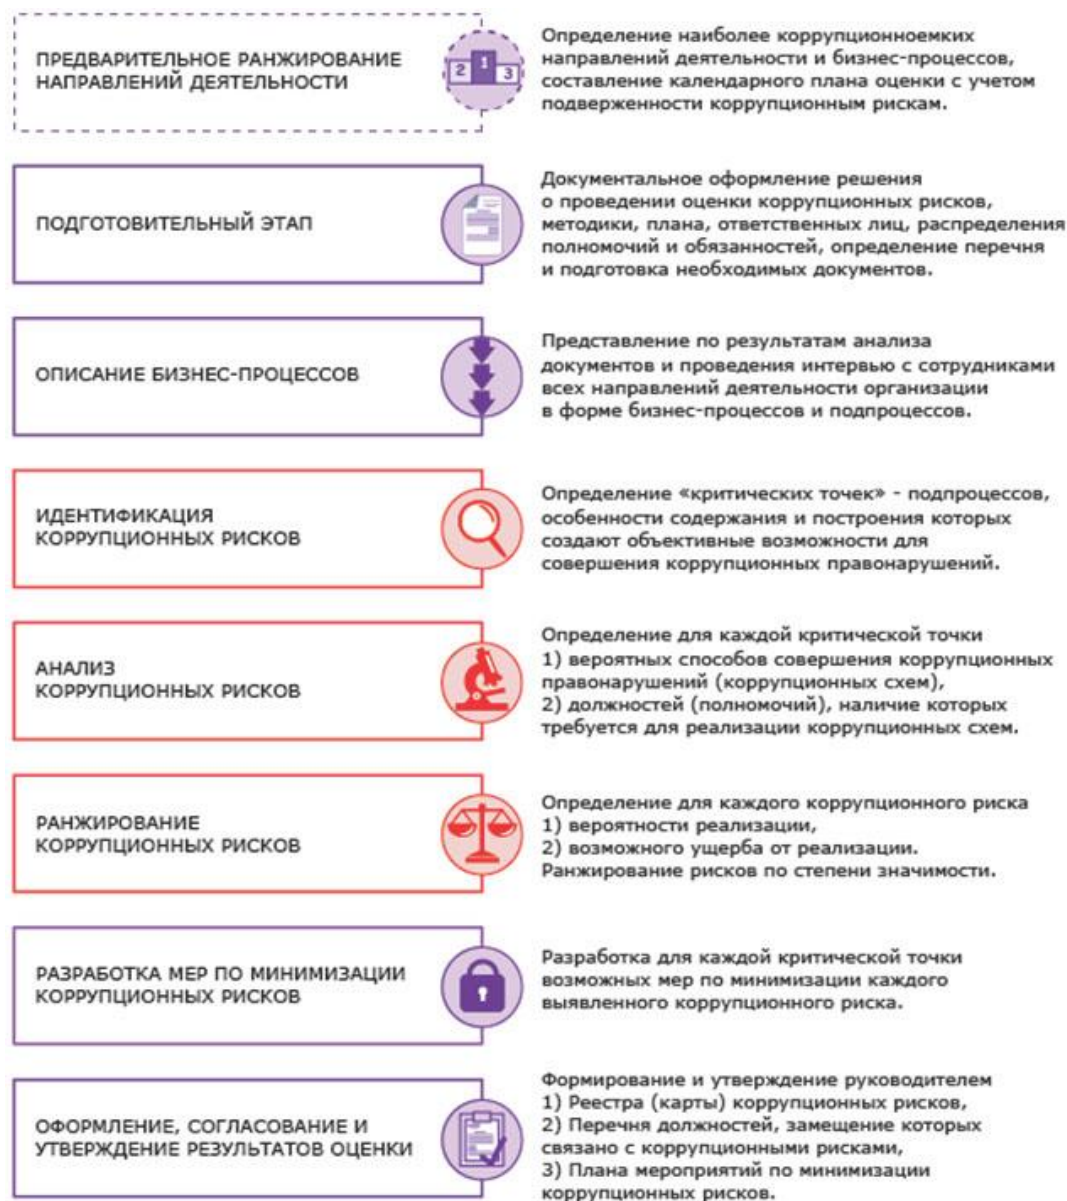 ПРЕДВАРИТЕЛЬНОЕ РАНЖИРОВАНИЕ
НАПРАВЛЕНИЙ ДЕЯТЕЛЬНОСТИ
2 1 3
Определение наиболее коррупционноемких
направлений деятельности и бизнес-процессов,
составление календарного плана оценки с учетом
подверженности коррупционным рискам.
ПОДГОТОВИТЕЛЬНЫЙ ЭТАП
Документальное оформление решения
о проведении оценки коррупционных рисков,
методики, плана, ответственных лиц, распределения
полномочий и обязанностей, определение перечня
и подготовка необходимых документов.
ОПИСАНИЕ БИЗНЕС-ПРОЦЕССОВ
Представление по результатам анализа
документов и проведения интервью с сотрудниками
всех направлений деятельности организации
в форме бизнес-процессов и подпроцессов.
ИДЕНТИФИКАЦИЯ
КОРРУПЦИОННЫХ РИСКОВ
Определение «критических точек» - подпроцессов,
особенности содержания и построения которых
создают объективные возможности для
совершения коррупционных правонарушений.
АНАЛИЗ
КОРРУПЦИОННЫХ РИСКОВ
Определение для каждой критической точки
1) вероятных способов совершения коррупционных
правонарушений (коррупционных схем),
2) должностей (полномочий), наличие которых
требуется для реализации коррупционных схем.
РАНЖИРОВАНИЕ
КОРРУПЦИОННЫХ РИСКОВ
Определение для каждого коррупционного риска
1) вероятности реализации,
2) возможного ущерба от реализации.
Ранжирование рисков по степени значимости.
РАЗРАБОТКА МЕР ПО МИНИМИЗАЦИИ
КОРРУПЦИОННЫХ РИСКОВ
Разработка для каждой критической точки
возможных мер по минимизации каждого
выявленного коррупционного риска.
ОФОРМЛЕНИЕ, СОГЛАСОВАНИЕ И
УТВЕРЖДЕНИЕ РЕЗУЛЬТАТОВ ОЦЕНКИ
Формирование и утверждение руководителем
1) Реестра (карты) коррупционных рисков,
2) Перечня должностей, замещение которых
связано с коррупционными рисками,
3) Плана мероприятий по минимизации
коррупционных рисков.